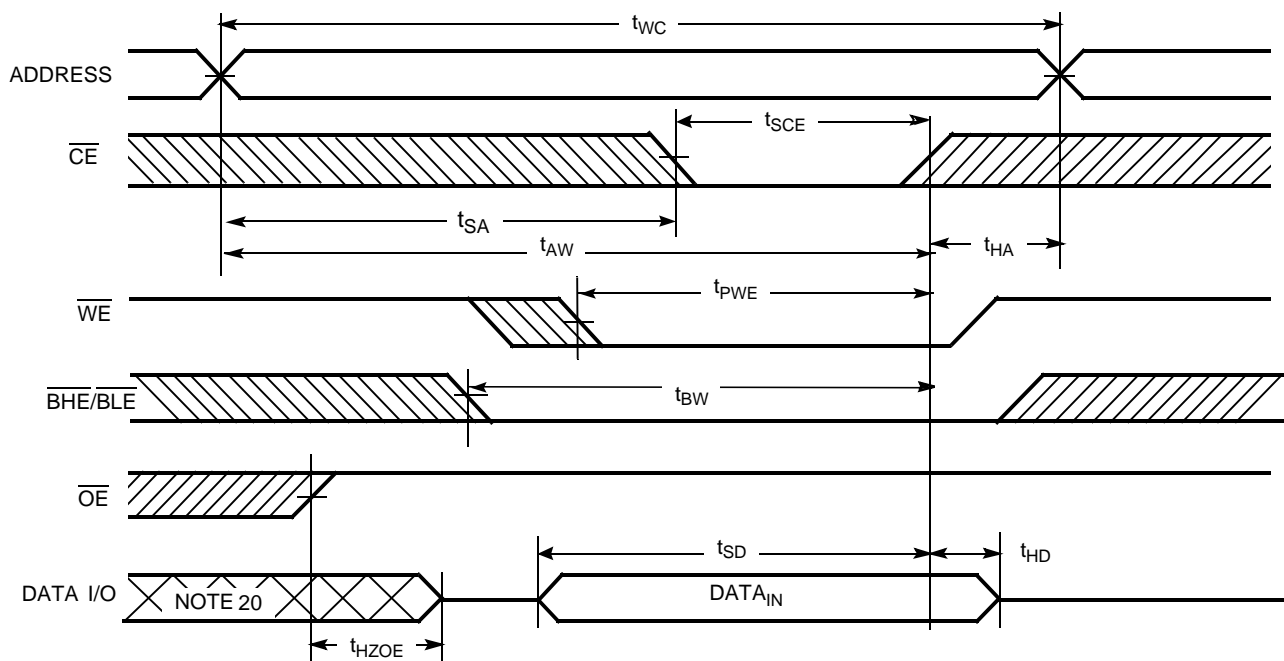 tWC
ADDRESS
tSCE
CE
tSA
tAW
tHA
tPWE
WE
tBW
BHE/BLE
OE
tSD
tHD
DATA I/O
NOTE 20
DATAIN
tHZOE